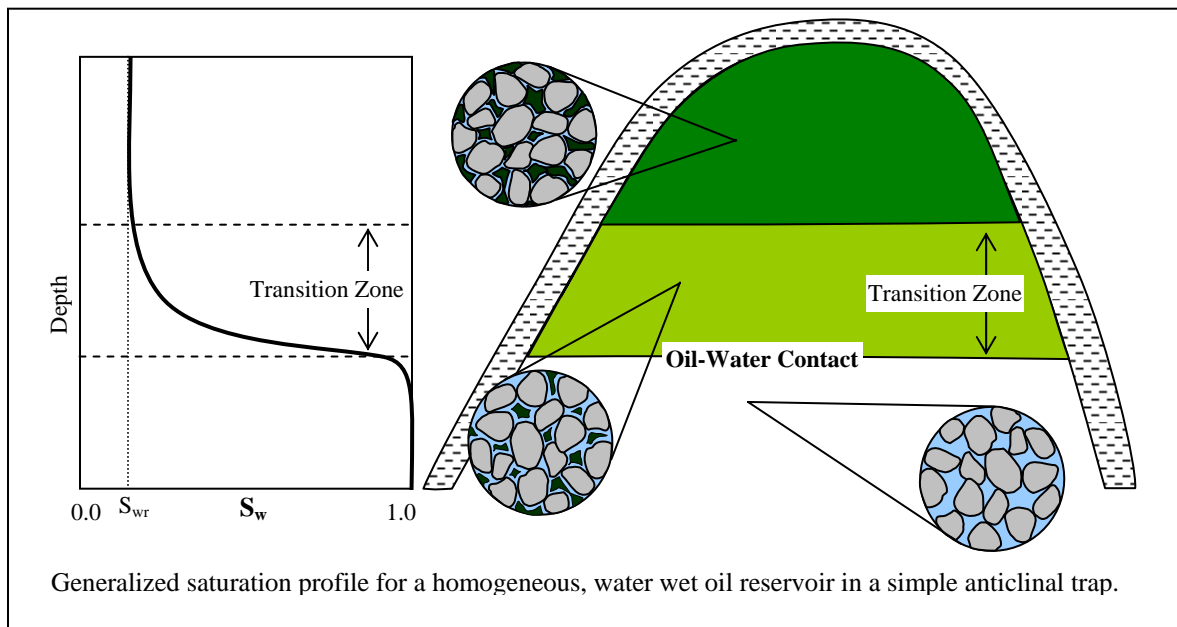 Depth
Transition Zone
0.0
Swr
Sw
1.0
Transition Zone
Oil-Water Contact
Generalized saturation profile for a homogeneous, water wet oil reservoir in a simple anticlinal trap.